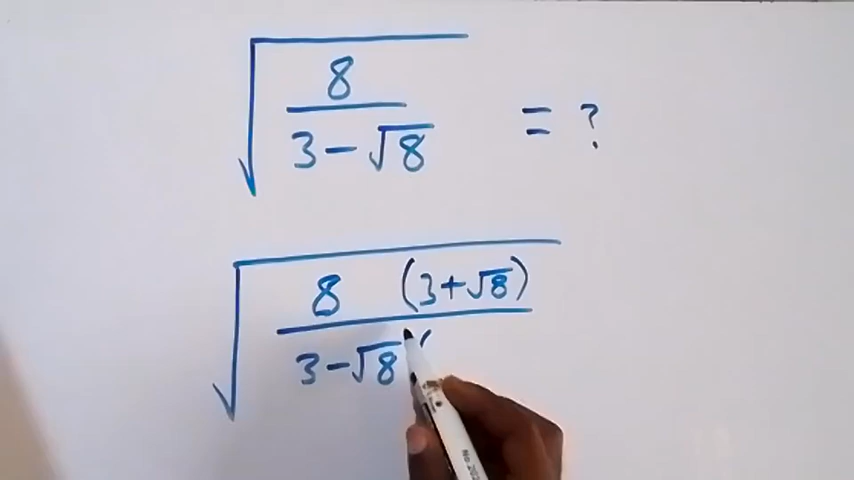 √(8/(3-√8)) = ?
√(8 (3+√8)/(3-√8 (